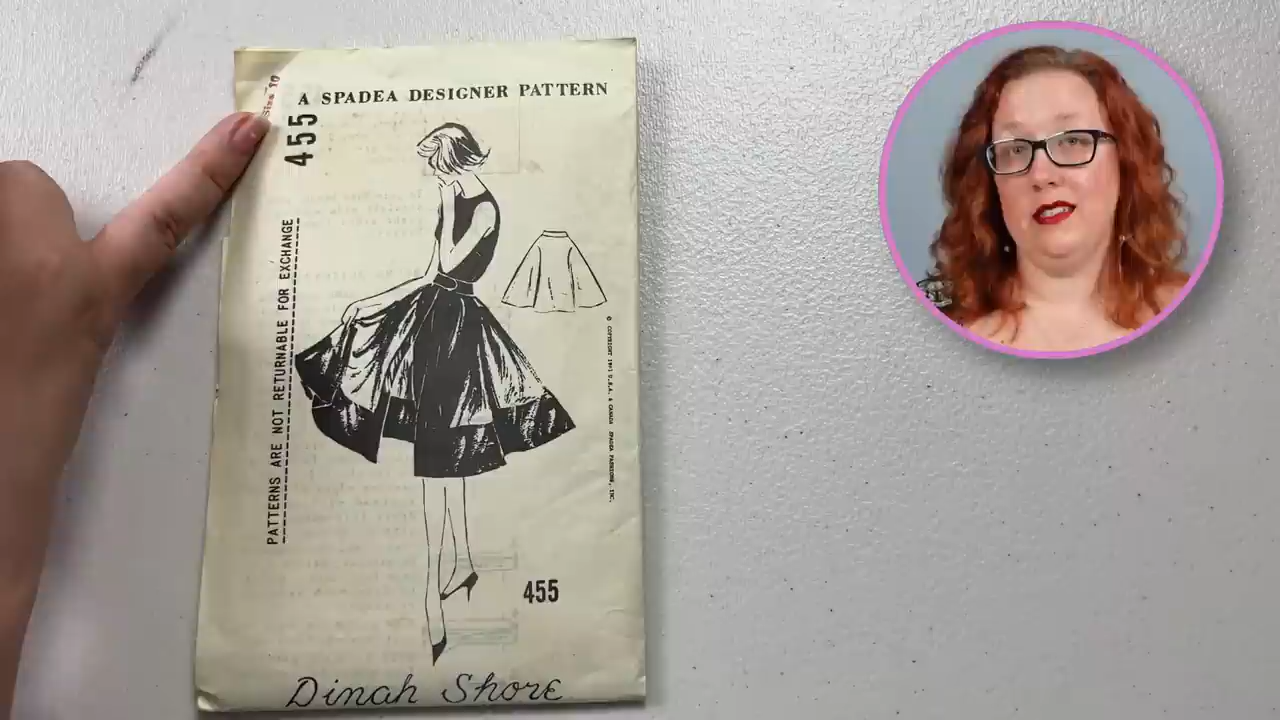 Size 10
A SPADEA DESIGNER PATTERN
455
PATTERNS ARE NOT RETURNABLE FOR EXCHANGE
455
Dinah Shore